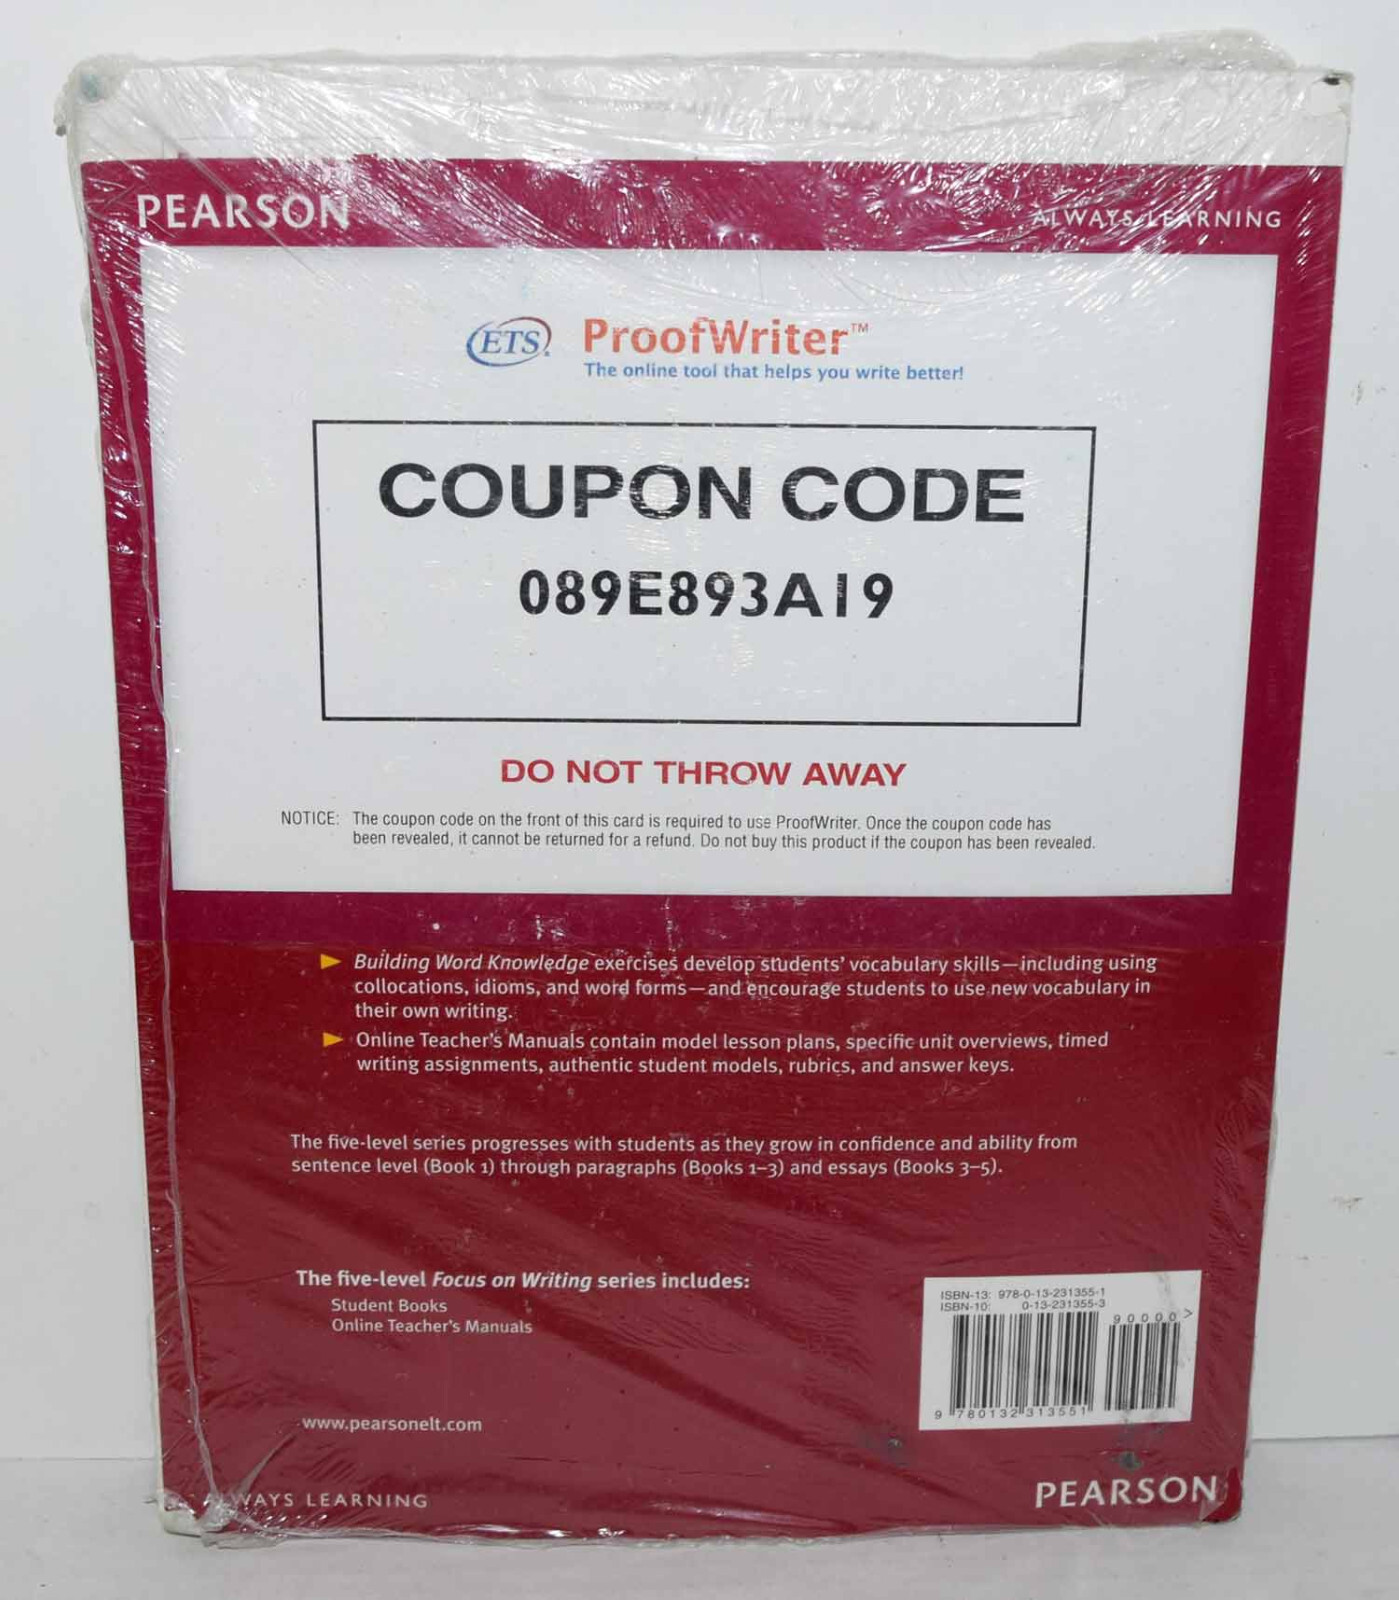 PEARSON
ALWAYS LEARNING
ETS ProofWriter™
The online tool that helps you write better!
COUPON CODE
089E893A19
DO NOT THROW AWAY
NOTICE: The coupon code on the front of this card is required to use ProofWriter. Once the coupon code has
been revealed, it cannot be returned for a refund. Do not buy this product if the coupon has been revealed.
► Building Word Knowledge exercises develop students' vocabulary skills—including using
collocations, idioms, and word forms—and encourage students to use new vocabulary in
their own writing.
► Online Teacher's Manuals contain model lesson plans, specific unit overviews, timed
writing assignments, authentic student models, rubrics, and answer keys.
The five-level series progresses with students as they grow in confidence and ability from
sentence level (Book 1) through paragraphs (Books 1–3) and essays (Books 3–5).
The five-level Focus on Writing series includes:
Student Books
Online Teacher's Manuals
ISBN-13: 978-0-13-231355-1
ISBN-10: 0-13-231355-3
90000>
9 780132 313551
www.pearsonelt.com
ALWAYS LEARNING
PEARSON